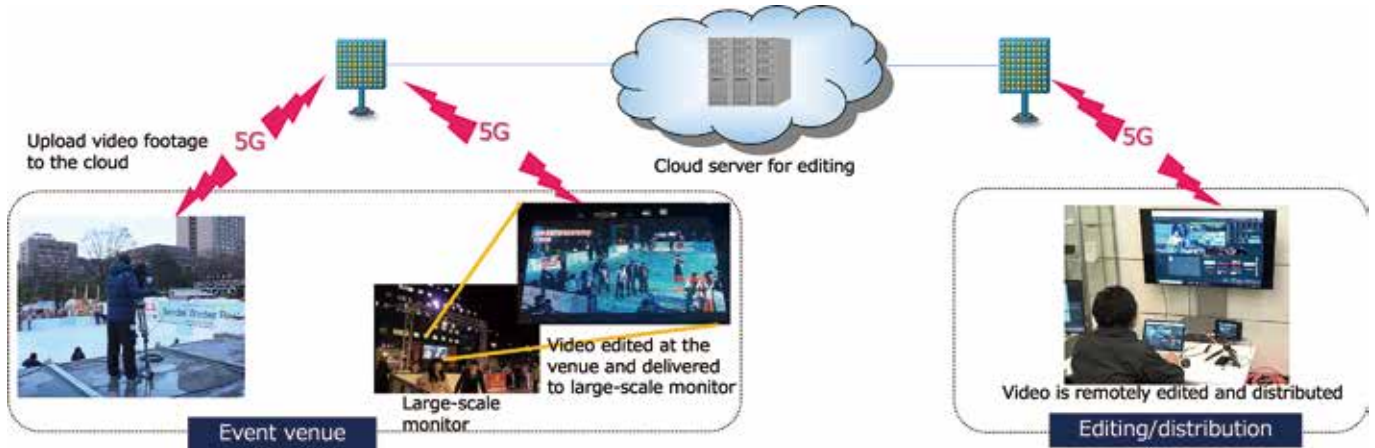 5G
5G
5G
Upload video footage
to the cloud
Cloud server for editing
Video edited at the
venue and delivered
to large-scale monitor
Large-scale
monitor
Event venue
Video is remotely edited and distributed
Editing/distribution